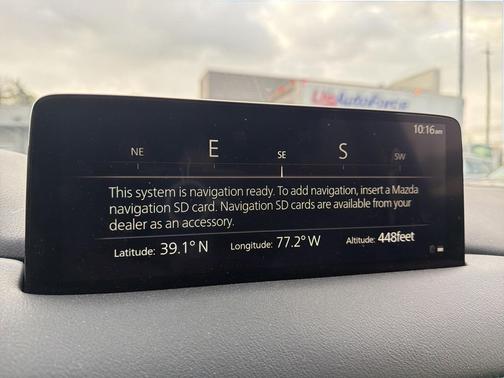 UrAutoForce
10:16am
NE E SE S SW
This system is navigation ready. To add navigation, insert a Mazda
navigation SD card. Navigation SD cards are available from your
dealer as an accessory.
Latitude: 39.1° N Longitude: 77.2° W Altitude: 448feet